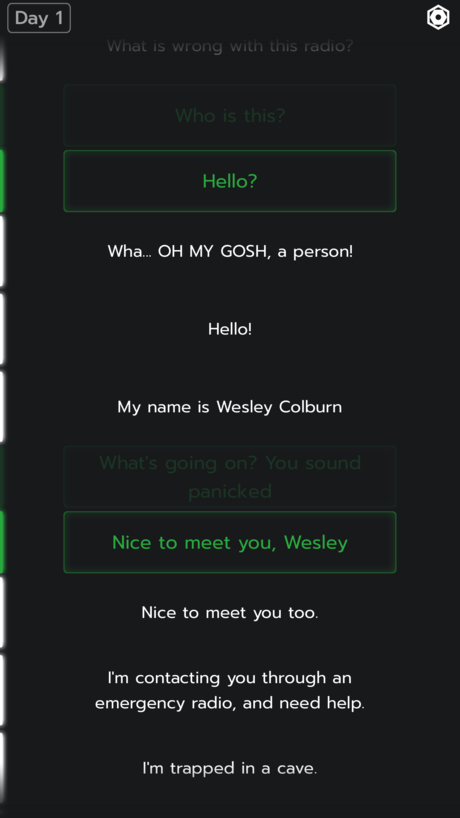 Day 1
What is wrong with this radio?
Who is this?
Hello?
Wha... OH MY GOSH, a person!
Hello!
My name is Wesley Colburn
What's going on? You sound
panicked
Nice to meet you, Wesley
Nice to meet you too.
I'm contacting you through an
emergency radio, and need help.
I'm trapped in a cave.